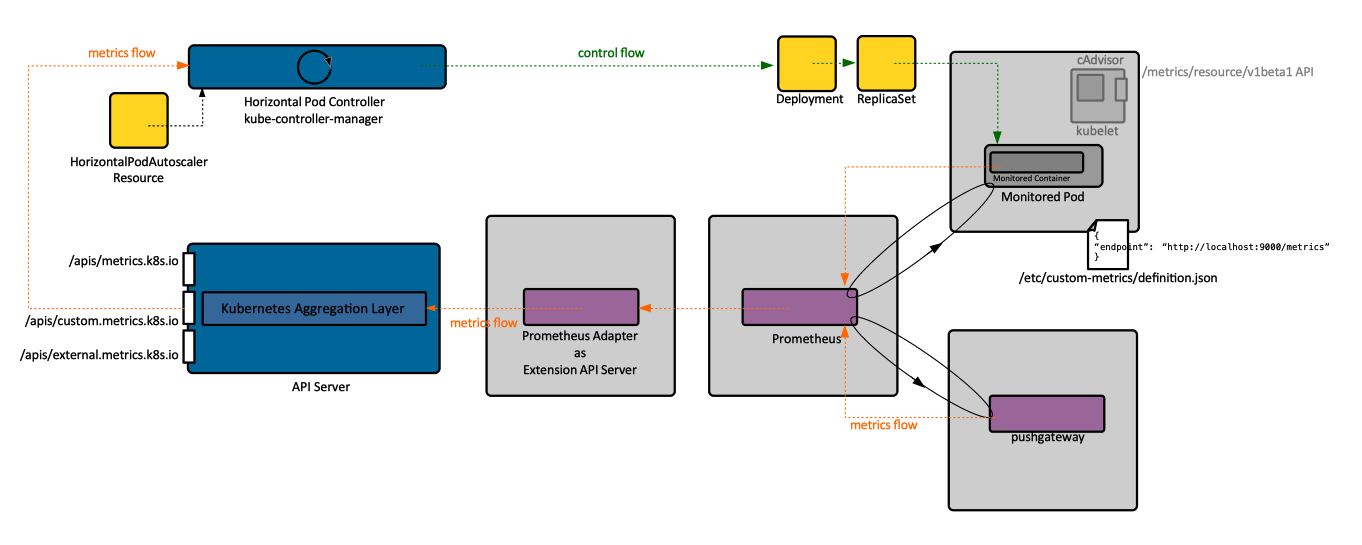 metrics flow
control flow
Horizontal Pod Controller
kube-controller-manager
HorizontalPodAutoscaler
Resource
Deployment
ReplicaSet
cAdvisor
/metrics/resource/v1beta1 API
kubelet
Monitored Container
Monitored Pod
{
“endpoint”: “http://localhost:9000/metrics”
}
/etc/custom-metrics/definition.json
/apis/metrics.k8s.io
/apis/custom.metrics.k8s.io
/apis/external.metrics.k8s.io
Kubernetes Aggregation Layer
API Server
metrics flow
Prometheus Adapter
as
Extension API Server
Prometheus
metrics flow
pushgateway